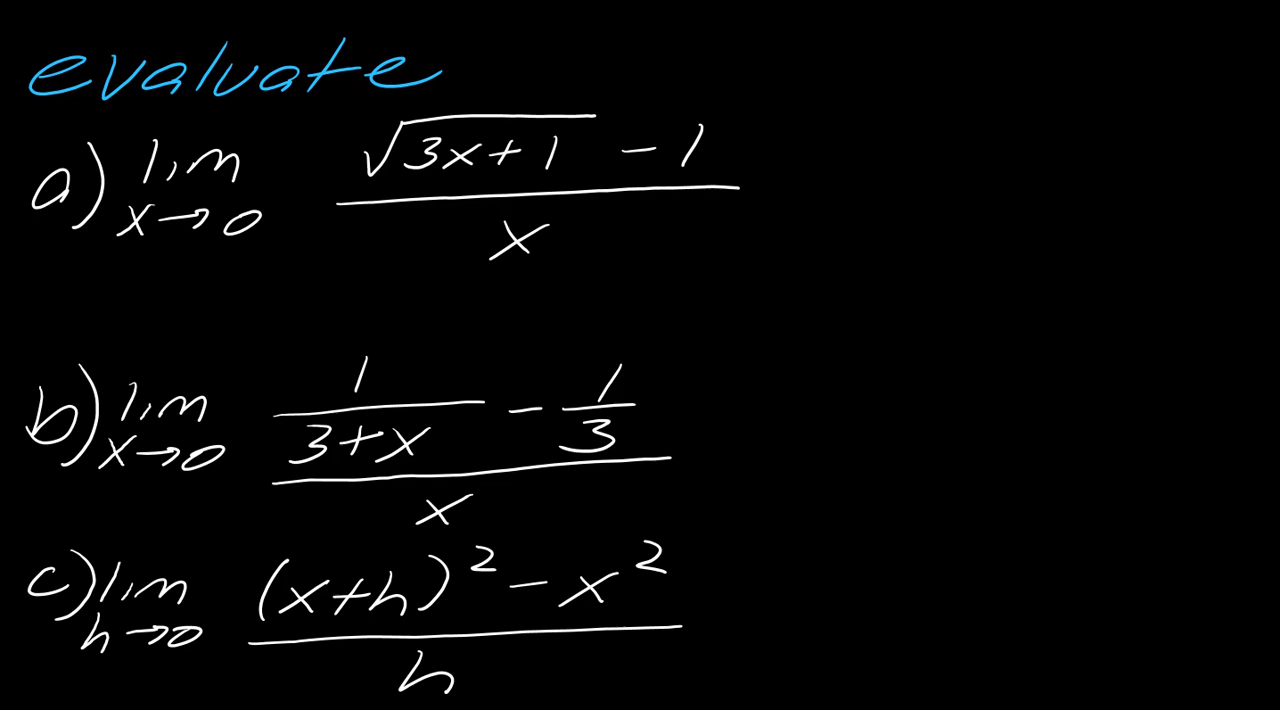 evaluate
a) lim x→0 (√(3x+1) - 1)/x
b) lim x→0 (1/(3+x) - 1/3)/x
c) lim h→0 ((x+h)² - x²)/h